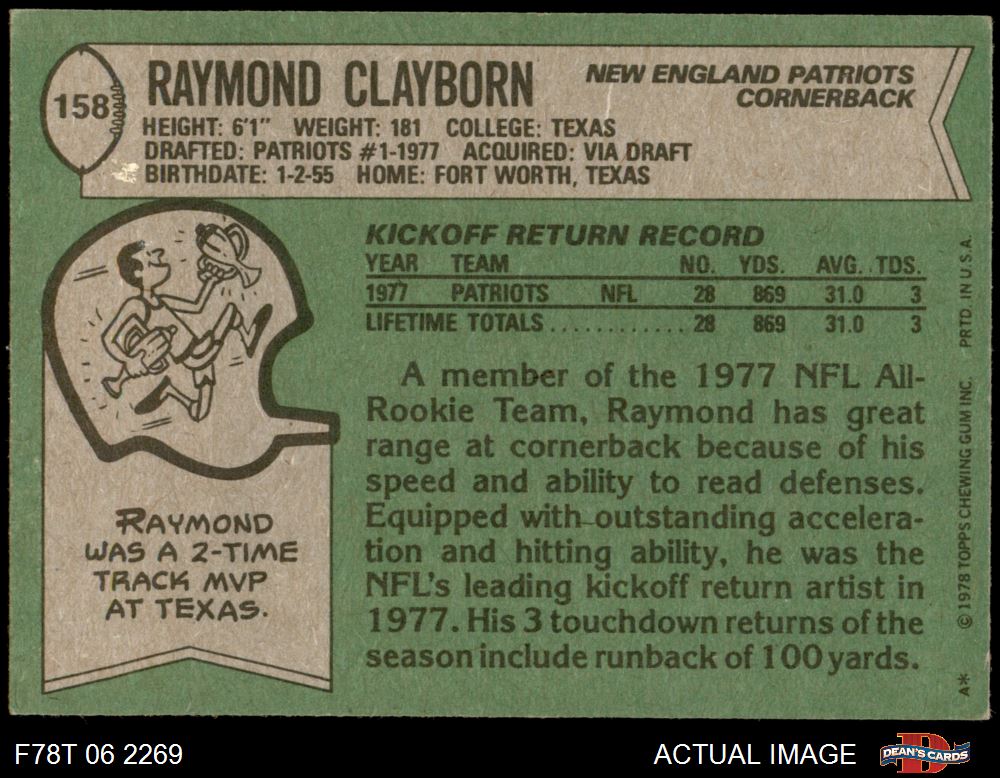 158
RAYMOND CLAYBORN
NEW ENGLAND PATRIOTS
CORNERBACK
HEIGHT: 6'1" WEIGHT: 181 COLLEGE: TEXAS
DRAFTED: PATRIOTS #1-1977 ACQUIRED: VIA DRAFT
BIRTHDATE: 1-2-55 HOME: FORT WORTH, TEXAS
KICKOFF RETURN RECORD
YEAR TEAM NO. YDS. AVG. TDS.
1977 PATRIOTS NFL 28 869 31.0 3
LIFETIME TOTALS............ 28 869 31.0 3
A member of the 1977 NFL All-
Rookie Team, Raymond has great
range at cornerback because of his
speed and ability to read defenses.
Equipped with outstanding accelera-
tion and hitting ability, he was the
NFL's leading kickoff return artist in
1977. His 3 touchdown returns of the
season include runback of 100 yards.
RAYMOND
WAS A 2-TIME
TRACK MVP
AT TEXAS.
A* © 1978 TOPPS CHEWING GUM INC. PRTD. IN U.S.A.
F78T 06 2269
ACTUAL IMAGE
DEAN'S CARDS